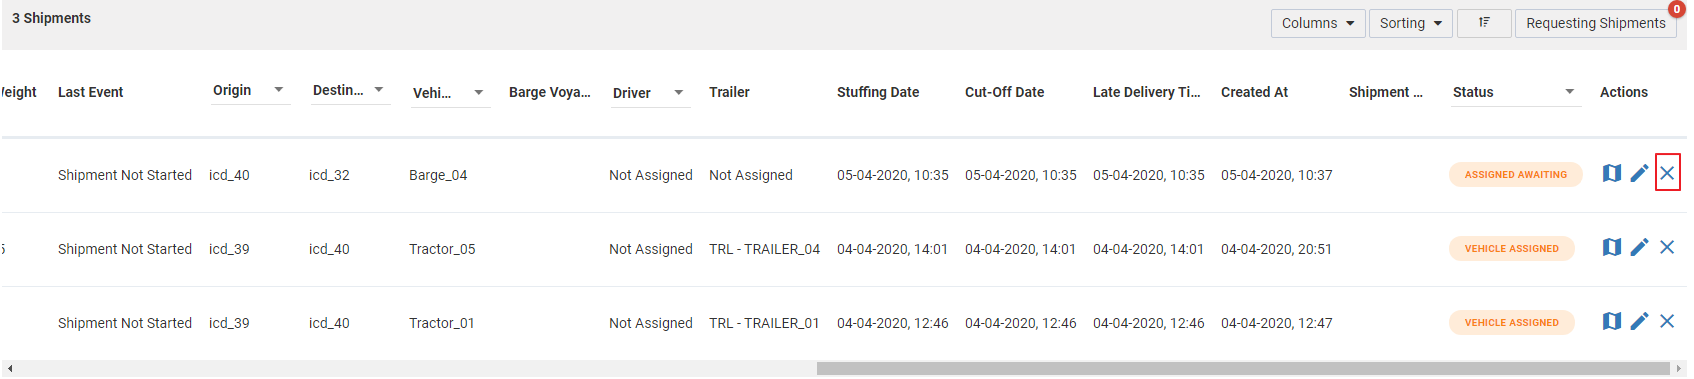 3 Shipments
Columns Sorting Requesting Shipments 0
Last Event Origin Destin... Vehi... Barge Voya... Driver Trailer Stuffing Date Cut-Off Date Late Delivery Ti... Created At Shipment ... Status Actions
Shipment Not Started icd_40 icd_32 Barge_04 Not Assigned Not Assigned 05-04-2020, 10:35 05-04-2020, 10:35 05-04-2020, 10:35 05-04-2020, 10:37 ASSIGNED AWAITING
Shipment Not Started icd_39 icd_40 Tractor_05 Not Assigned TRL - TRAILER_04 04-04-2020, 14:01 04-04-2020, 14:01 04-04-2020, 14:01 04-04-2020, 20:51 VEHICLE ASSIGNED
Shipment Not Started icd_39 icd_40 Tractor_01 Not Assigned TRL - TRAILER_01 04-04-2020, 12:46 04-04-2020, 12:46 04-04-2020, 12:46 04-04-2020, 12:47 VEHICLE ASSIGNED